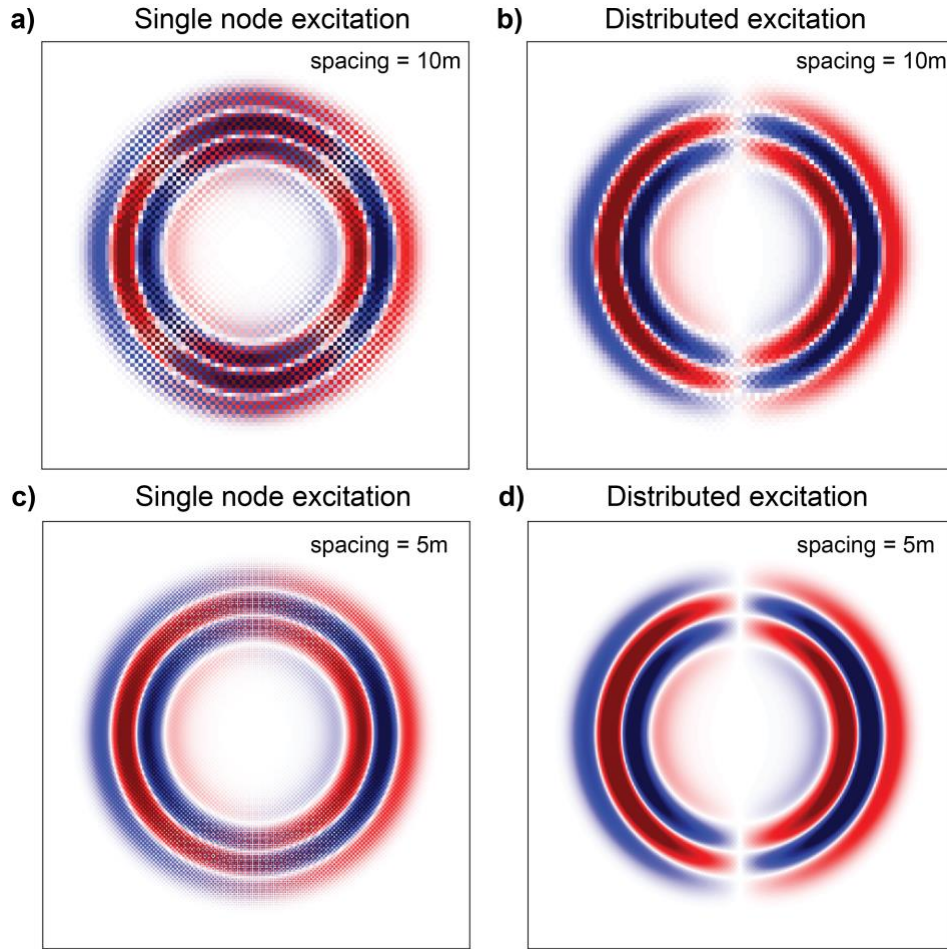 a) Single node excitation
spacing = 10m
b) Distributed excitation
spacing = 10m
c) Single node excitation
spacing = 5m
d) Distributed excitation
spacing = 5m